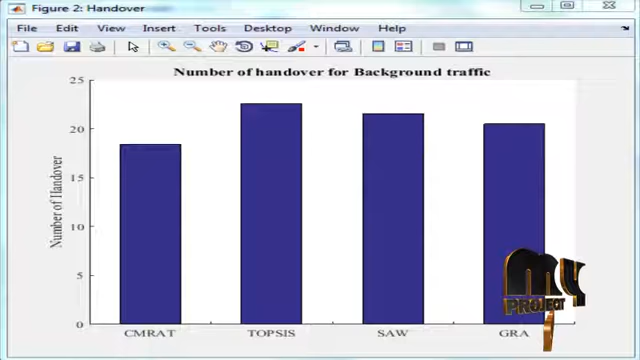 Figure 2: Handover
File Edit View Insert Tools Desktop Window Help
Number of handover for Background traffic
25
20
15
10
5
0
Number of Handover
CMRAT TOPSIS SAW GRA
my
PROJECT